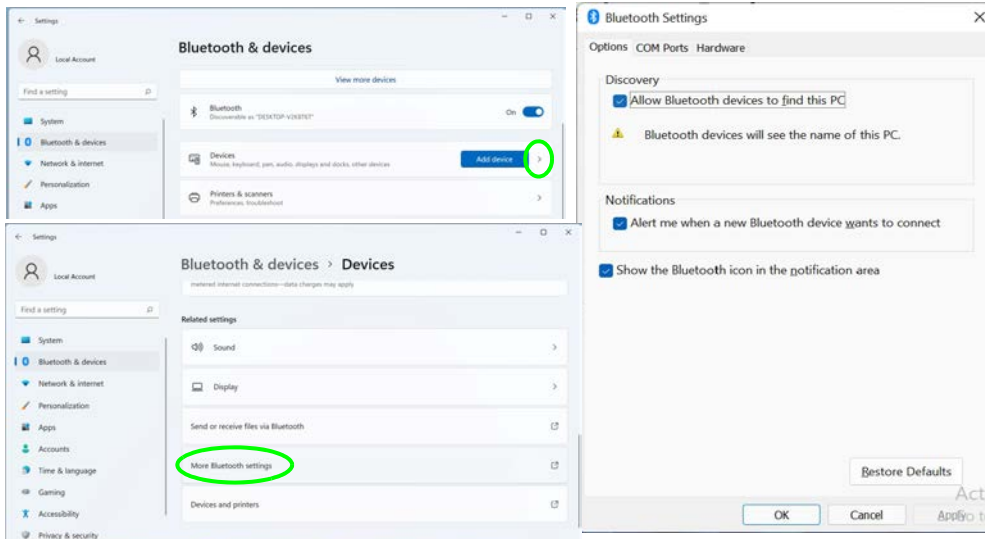 Settings
Local Account
Find a setting
System
Bluetooth & devices
Network & internet
Personalization
Apps
Bluetooth & devices
View more devices
Bluetooth
Discoverable as "DESKTOP-V2K8T6T"
On
Devices
Mouse, keyboard, pen, audio, displays and docks, other devices
Add device
Printers & scanners
Preferences, troubleshoot
Settings
Local Account
Find a setting
System
Bluetooth & devices
Network & internet
Personalization
Apps
Accounts
Time & language
Gaming
Accessibility
Privacy & security
Bluetooth & devices > Devices
metered internet connections—data charges may apply
Related settings
Sound
Display
Send or receive files via Bluetooth
More Bluetooth settings
Devices and printers
Bluetooth Settings
Options COM Ports Hardware
Discovery
Allow Bluetooth devices to find this PC
Bluetooth devices will see the name of this PC.
Notifications
Alert me when a new Bluetooth device wants to connect
Show the Bluetooth icon in the notification area
Restore Defaults
Act
OK Cancel